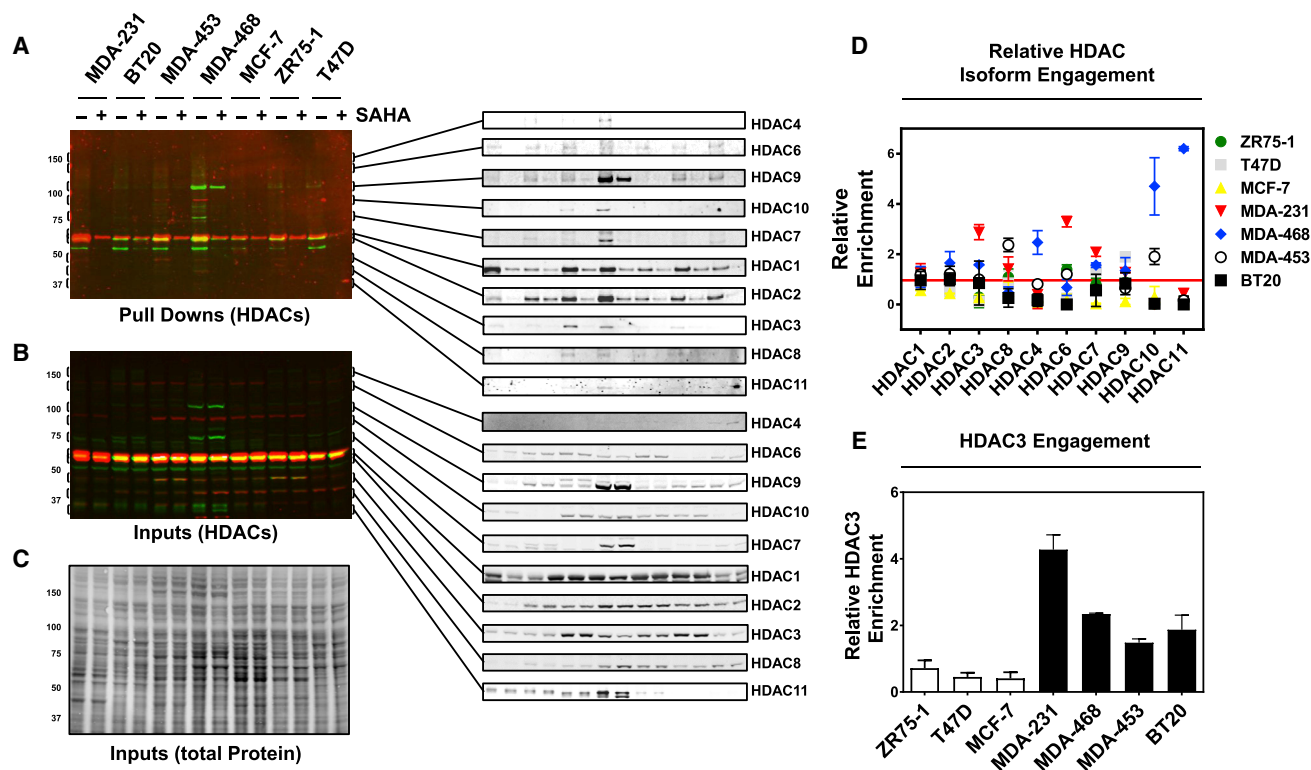 A
MDA-231
BT20
MDA-453
MDA-468
MCF-7
ZR75-1
T47D
– + – + – + – + – + – + – + SAHA
150
100
75
50
37
Pull Downs (HDACs)
B
150
100
75
50
37
Inputs (HDACs)
C
150
100
75
50
37
Inputs (total Protein)
HDAC4
HDAC6
HDAC9
HDAC10
HDAC7
HDAC1
HDAC2
HDAC3
HDAC8
HDAC11
HDAC4
HDAC6
HDAC9
HDAC10
HDAC7
HDAC1
HDAC2
HDAC3
HDAC8
HDAC11
D
Relative HDAC
Isoform Engagement
Relative
Enrichment
6
4
2
0
HDAC1
HDAC2
HDAC3
HDAC8
HDAC4
HDAC6
HDAC7
HDAC9
HDAC10
HDAC11
ZR75-1
T47D
MCF-7
MDA-231
MDA-468
MDA-453
BT20
E
HDAC3 Engagement
Relative HDAC3
Enrichment
6
4
2
0
ZR75-1
T47D
MCF-7
MDA-231
MDA-468
MDA-453
BT20